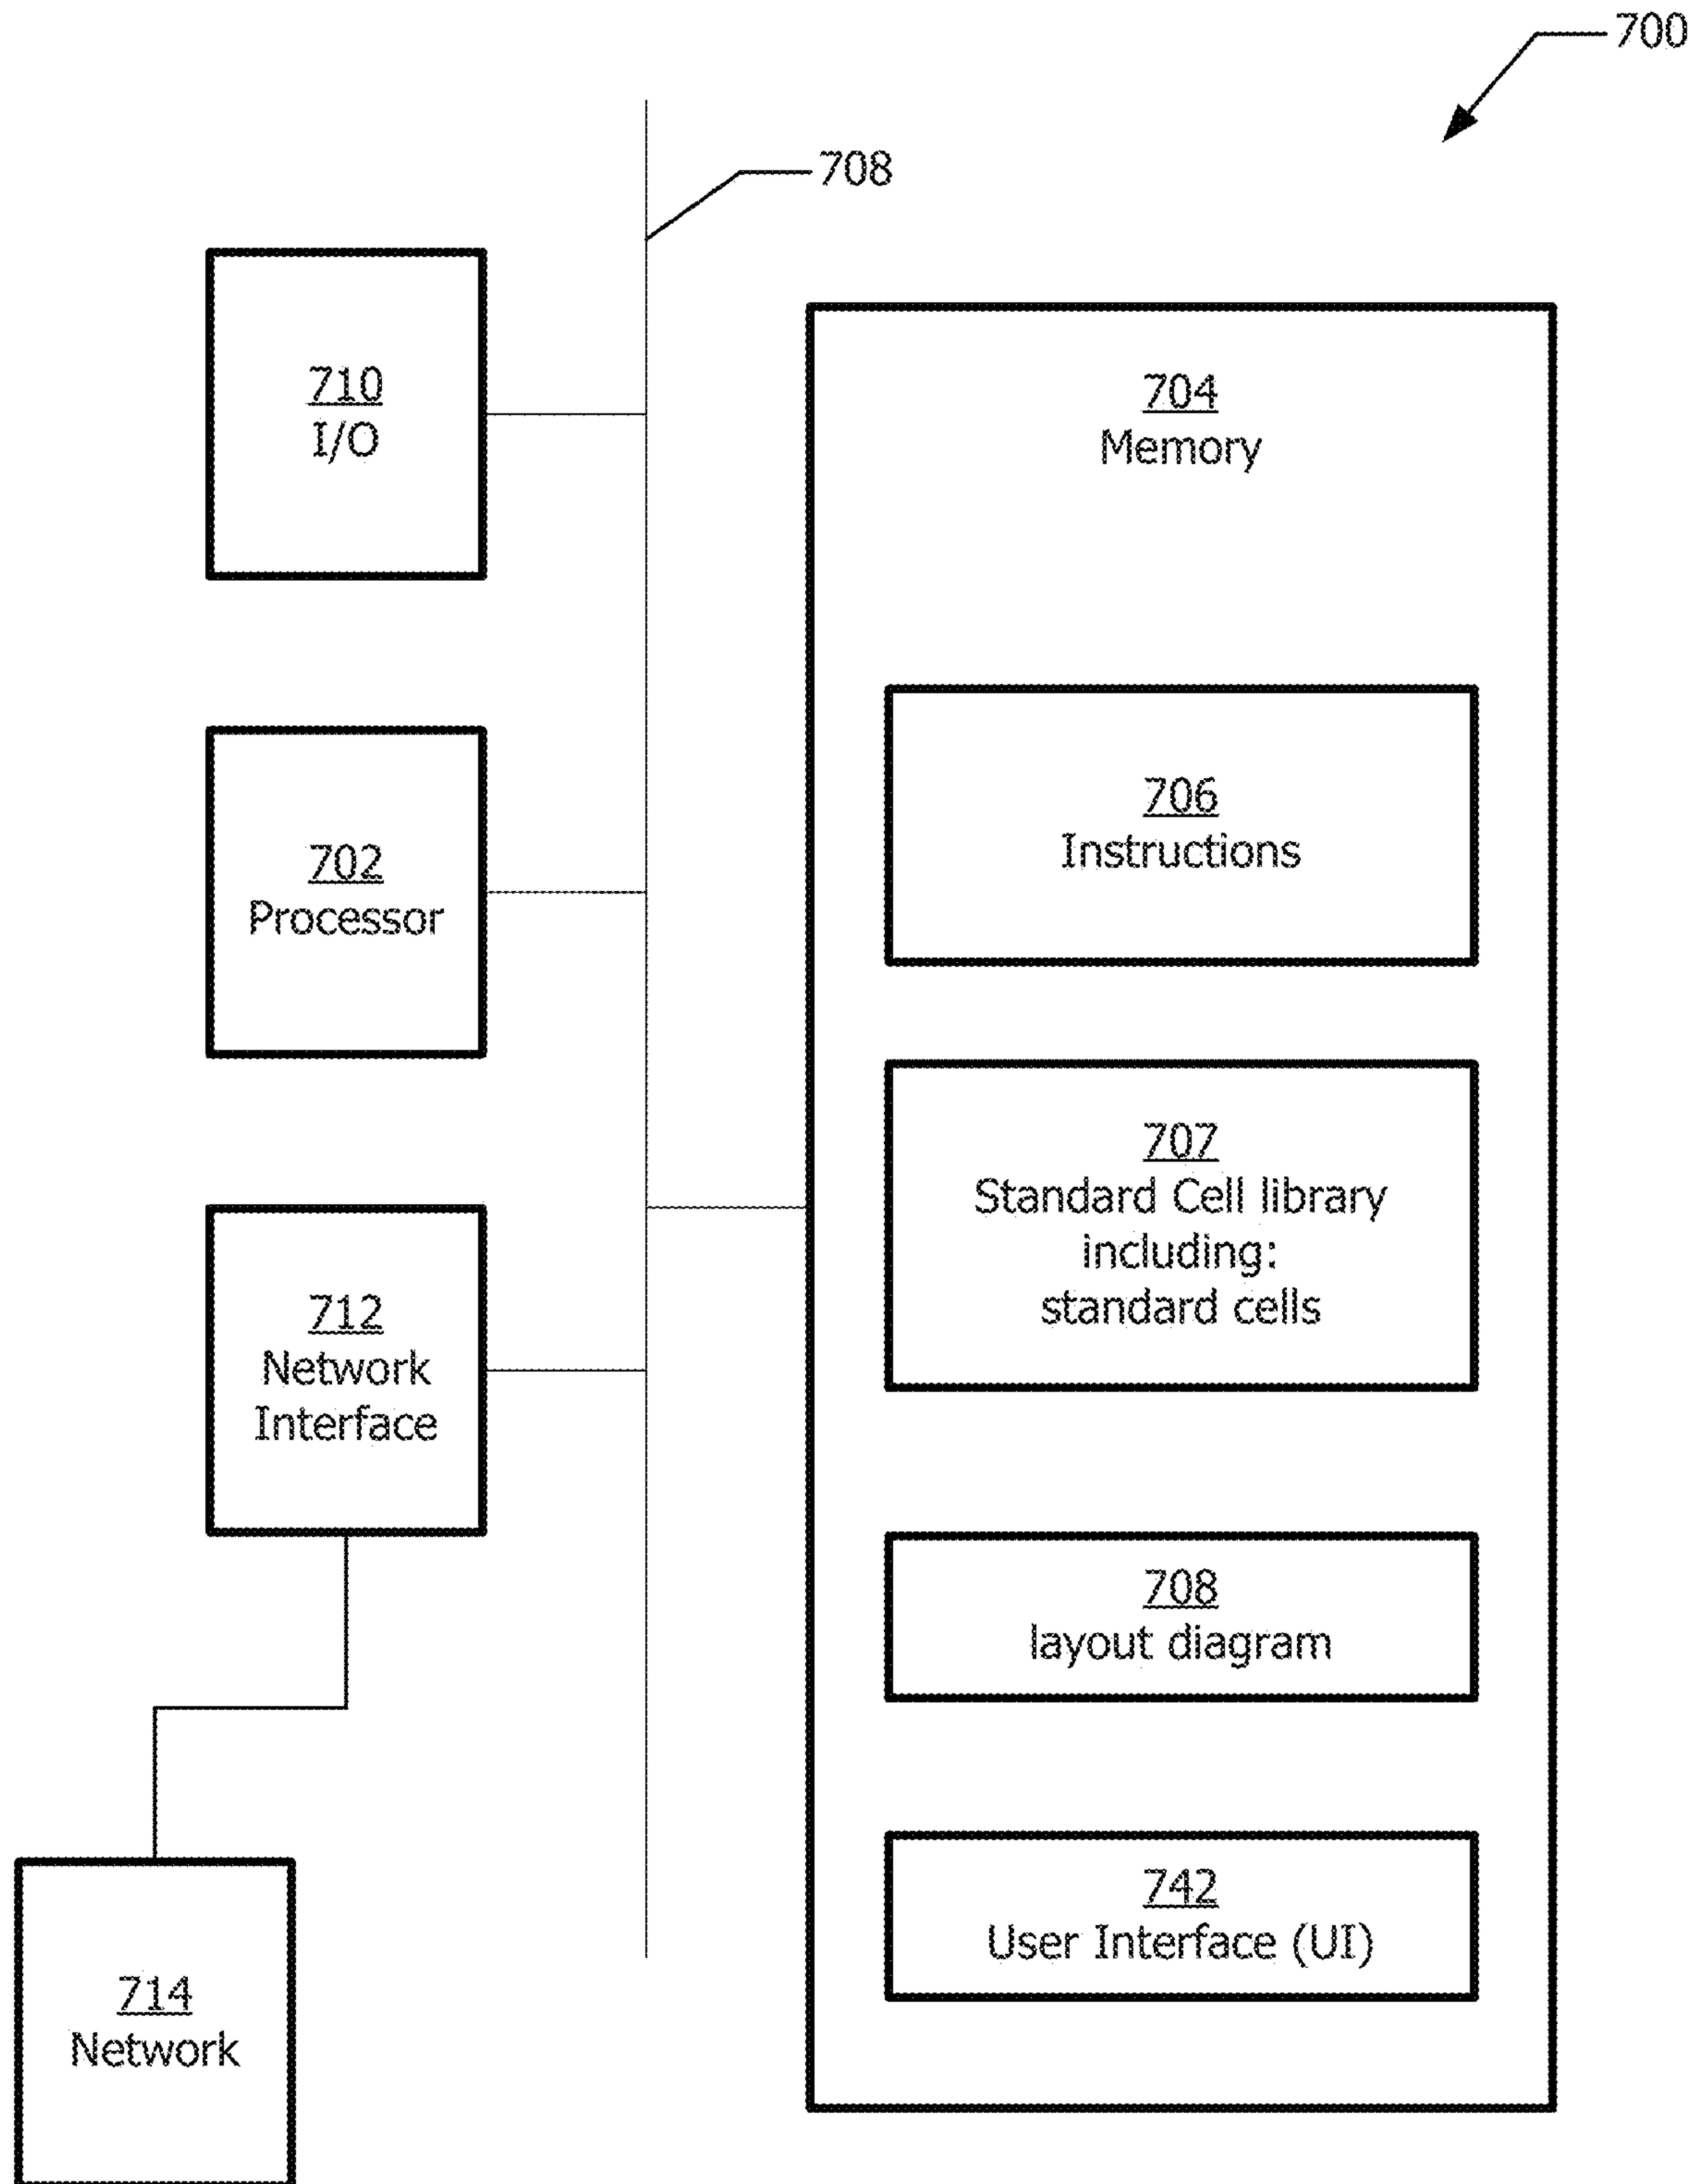 700
708
710
I/O
704
Memory
706
Instructions
702
Processor
707
Standard Cell library
including:
standard cells
712
Network
Interface
708
layout diagram
742
User Interface (UI)
714
Network